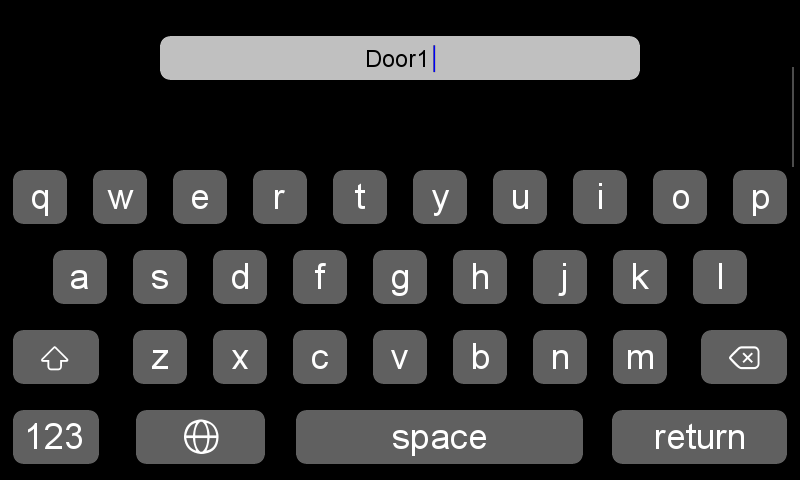 Door1
q w e r t y u i o p
a s d f g h j k l
z x c v b n m
123 space return